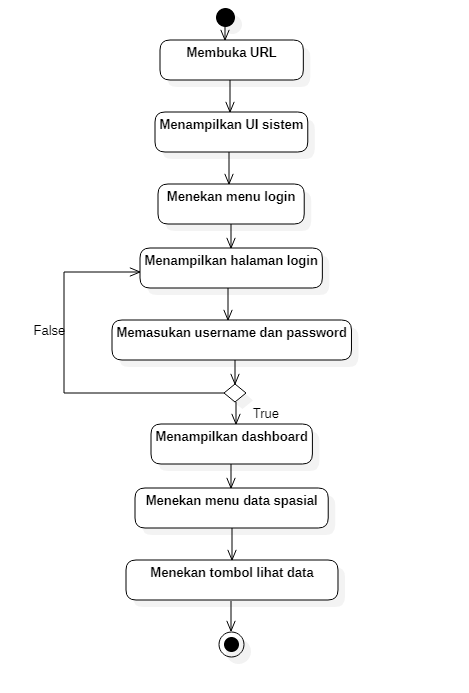 Membuka URL
Menampilkan UI sistem
Menekan menu login
Menampilkan halaman login
False
Memasukan username dan password
True
Menampilkan dashboard
Menekan menu data spasial
Menekan tombol lihat data